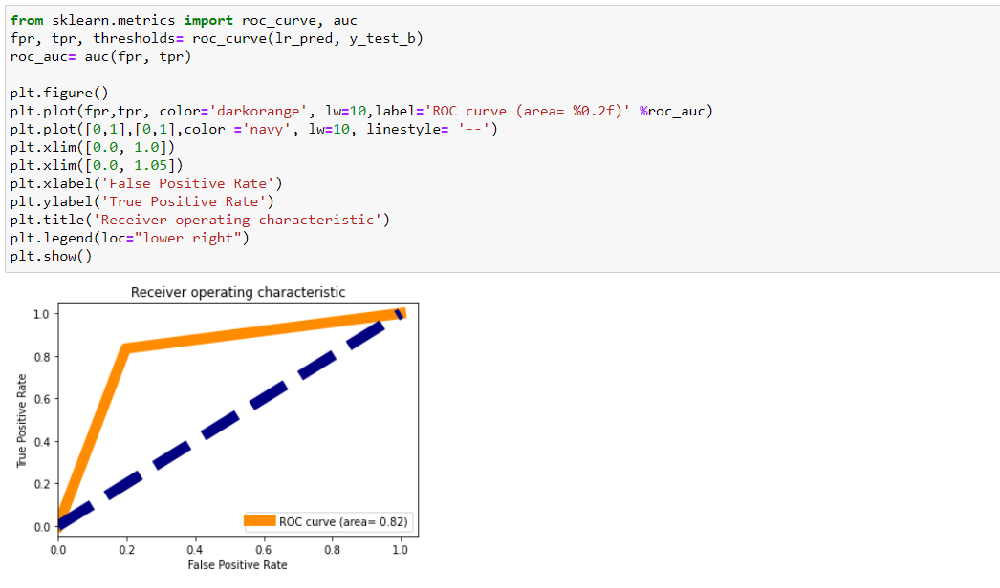 from sklearn.metrics import roc_curve, auc
fpr, tpr, thresholds= roc_curve(lr_pred, y_test_b)
roc_auc= auc(fpr, tpr)
plt.figure()
plt.plot(fpr,tpr, color='darkorange', lw=10,label='ROC curve (area= %0.2f)' %roc_auc)
plt.plot([0,1],[0,1],color ='navy', lw=10, linestyle= '--')
plt.xlim([0.0, 1.0])
plt.xlim([0.0, 1.05])
plt.xlabel('False Positive Rate')
plt.ylabel('True Positive Rate')
plt.title('Receiver operating characteristic')
plt.legend(loc="lower right")
plt.show()
Receiver operating characteristic
1.0
0.8
0.6
0.4
0.2
0.0
True Positive Rate
ROC curve (area= 0.82)
0.0 0.2 0.4 0.6 0.8 1.0
False Positive Rate